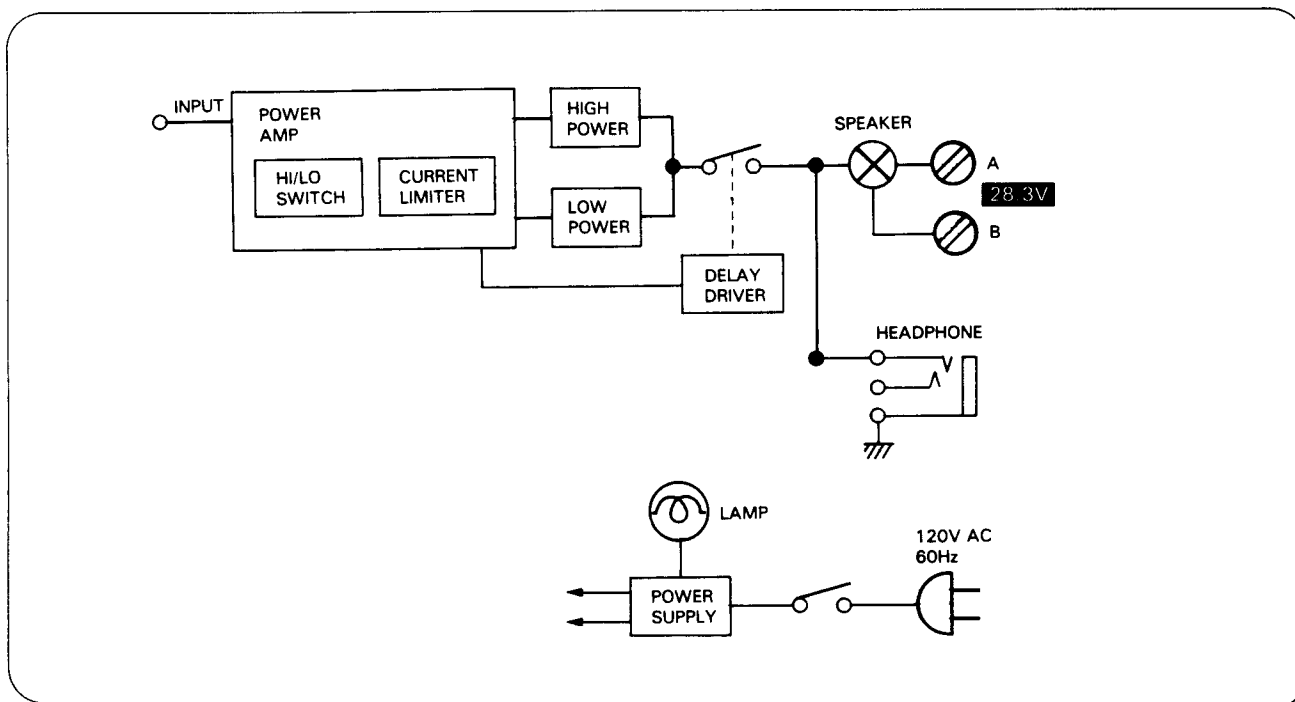 INPUT
POWER
AMP
HI/LO
SWITCH
CURRENT
LIMITER
HIGH
POWER
LOW
POWER
DELAY
DRIVER
SPEAKER
A
28.3V
B
HEADPHONE
LAMP
120V AC
60Hz
POWER
SUPPLY